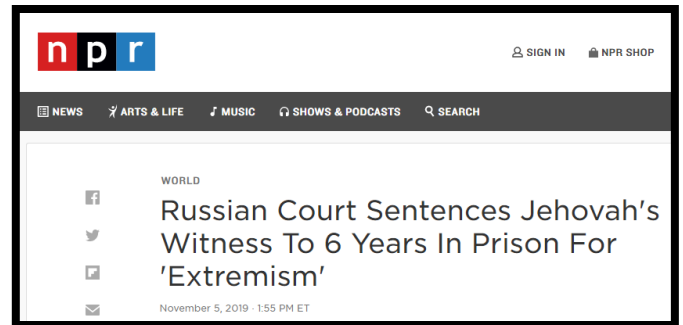 npr
SIGN IN NPR SHOP
NEWS ARTS & LIFE MUSIC SHOWS & PODCASTS SEARCH
WORLD
Russian Court Sentences Jehovah's
Witness To 6 Years In Prison For
'Extremism'
November 5, 2019 · 1:55 PM ET